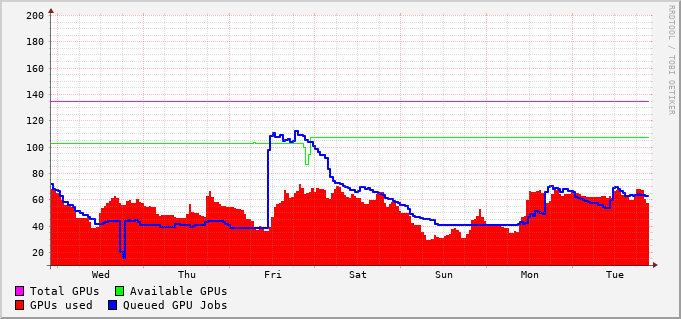 200
180
160
140
120
100
80
60
40
20
Wed Thu Fri Sat Sun Mon Tue
Total GPUs Available GPUs
GPUs used Queued GPU Jobs
RRDTOOL / TOBI OETIKER